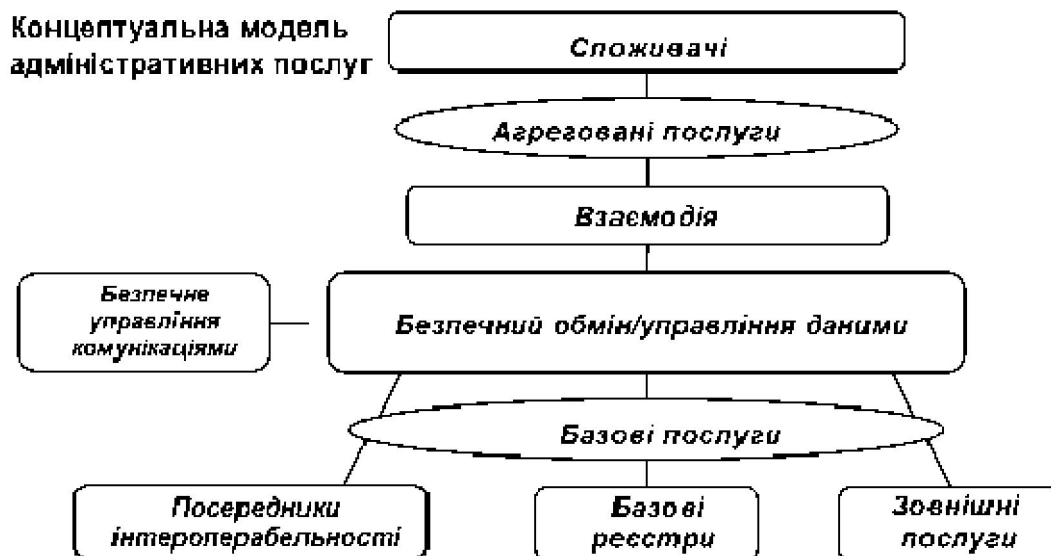 Концептуальна модель
адміністративних послуг
Споживачі
Агреговані послуги
Взаємодія
Безпечне
управління
комунікаціями
Безпечний обмін/управління даними
Базові послуги
Посередники
інтероперабельності
Базові
реєстри
Зовнішні
послуги